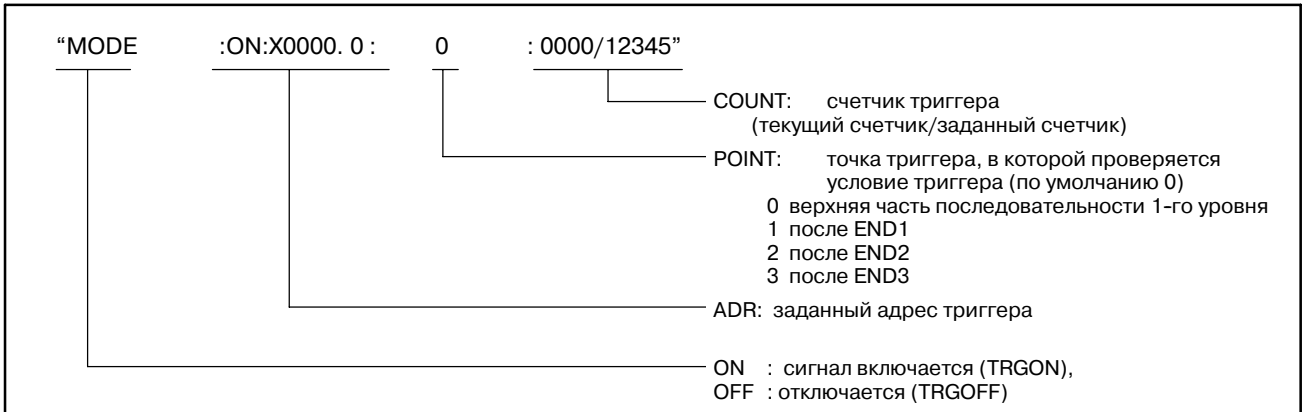 “MODE :ON:X0000. 0 : 0 : 0000/12345”
COUNT: счетчик триггера
(текущий счетчик/заданный счетчик)
POINT: точка триггера, в которой проверяется
условие триггера (по умолчанию 0)
0 верхняя часть последовательности 1-го уровня
1 после END1
2 после END2
3 после END3
ADR: заданный адрес триггера
ON : сигнал включается (TRGON),
OFF : отключается (TRGOFF)